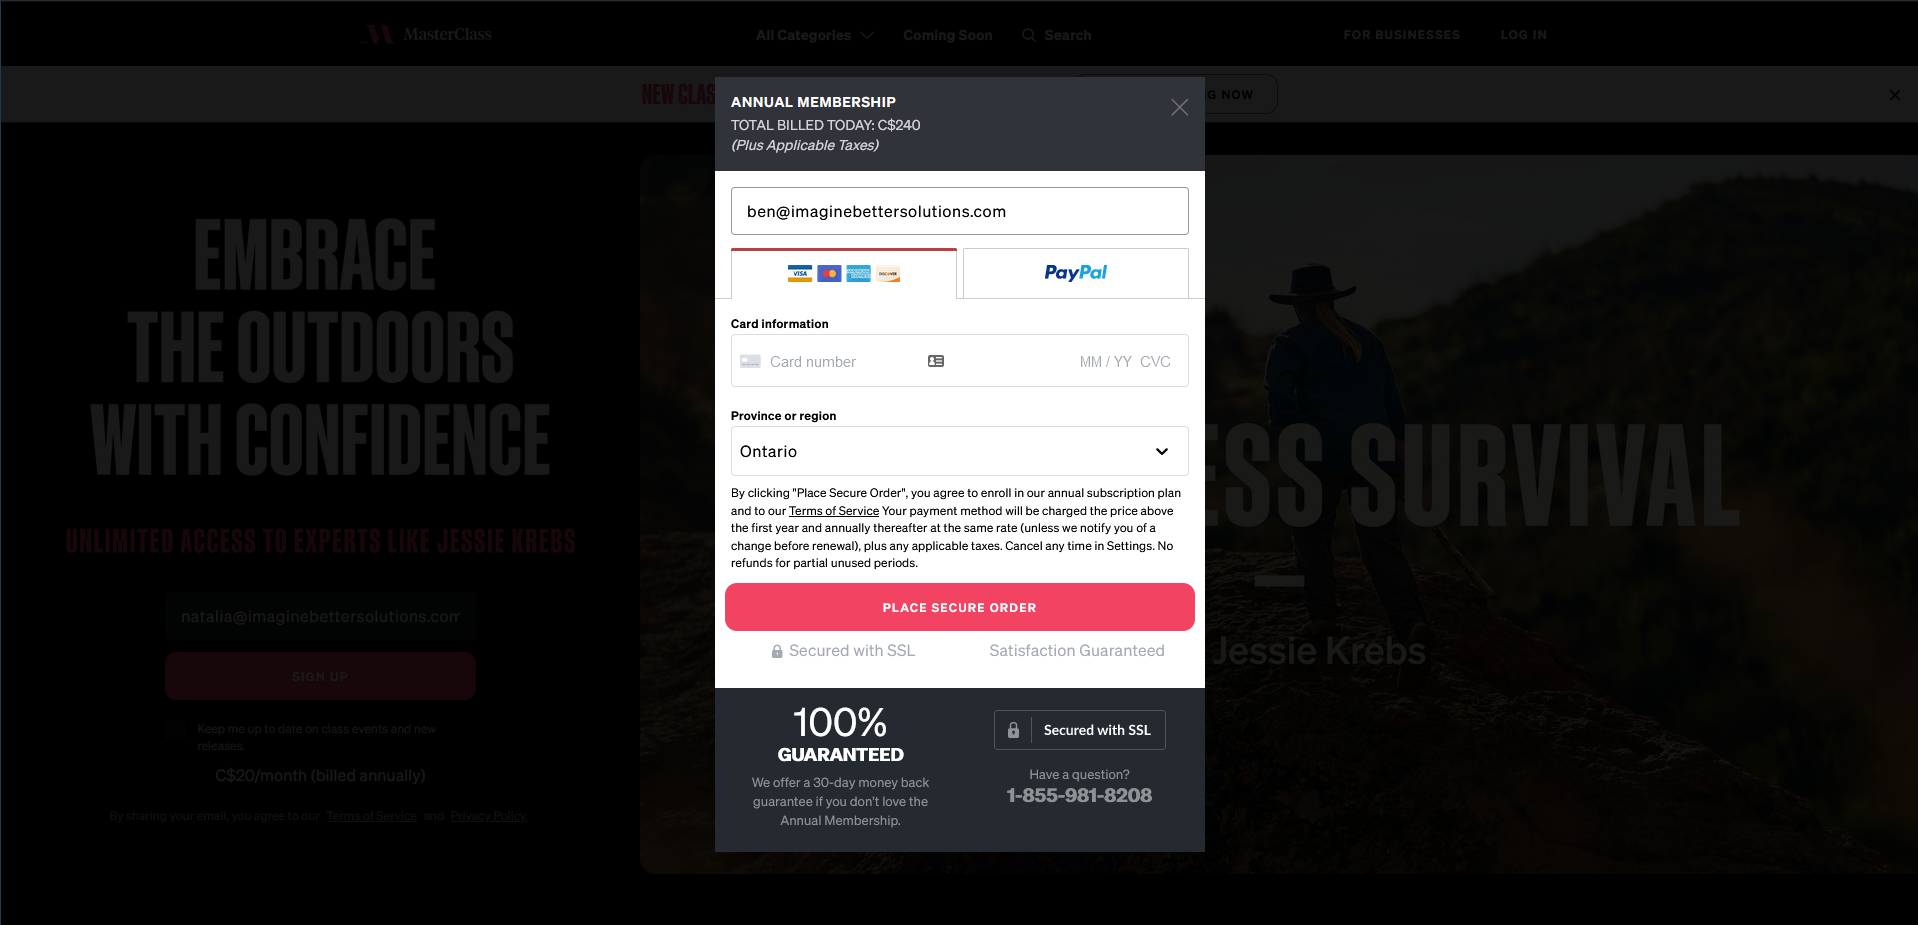 MasterClass
All Categories
Coming Soon
Search
FOR BUSINESSES
LOG IN
NEW CLAS
G NOW
ANNUAL MEMBERSHIP
TOTAL BILLED TODAY: C$240
(Plus Applicable Taxes)
ben@imaginebettersolutions.com
VISA
DISCOVER
PayPal
Card information
Card number
MM / YY CVC
Province or region
Ontario
By clicking "Place Secure Order", you agree to enroll in our annual subscription plan
and to our Terms of Service Your payment method will be charged the price above
the first year and annually thereafter at the same rate (unless we notify you of a
change before renewal), plus any applicable taxes. Cancel any time in Settings. No
refunds for partial unused periods.
PLACE SECURE ORDER
Secured with SSL
Satisfaction Guaranteed
100%
GUARANTEED
We offer a 30-day money back
guarantee if you don't love the
Annual Membership.
Secured with SSL
Have a question?
1-855-981-8208
EMBRACE
THE OUTDOORS
WITH CONFIDENCE
UNLIMITED ACCESS TO EXPERTS LIKE JESSIE KREBS
natalia@imaginebettersolutions.com
SIGN UP
Keep me up to date on class events and new
releases.
C$20/month (billed annually)
By sharing your email, you agree to our Terms of Service and Privacy Policy.
ESS SURVIVAL
Jessie Krebs